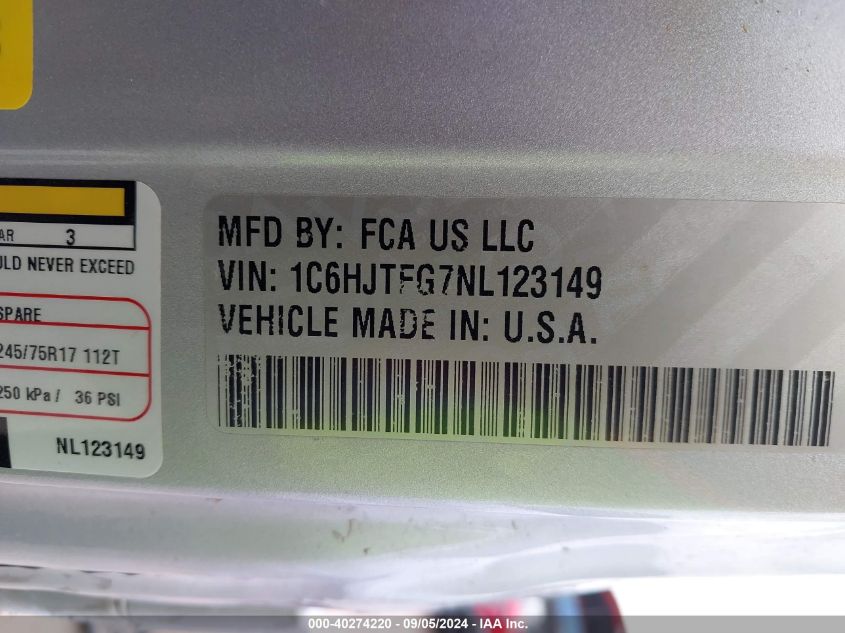 AR 3
ULD NEVER EXCEED
SPARE
245/75R17 112T
250 kPa / 36 PSI
NL123149
MFD BY: FCA US LLC
VIN: 1C6HJTFG7NL123149
VEHICLE MADE IN: U.S.A.
000-40274220 - 09/05/2024 - IAA Inc.